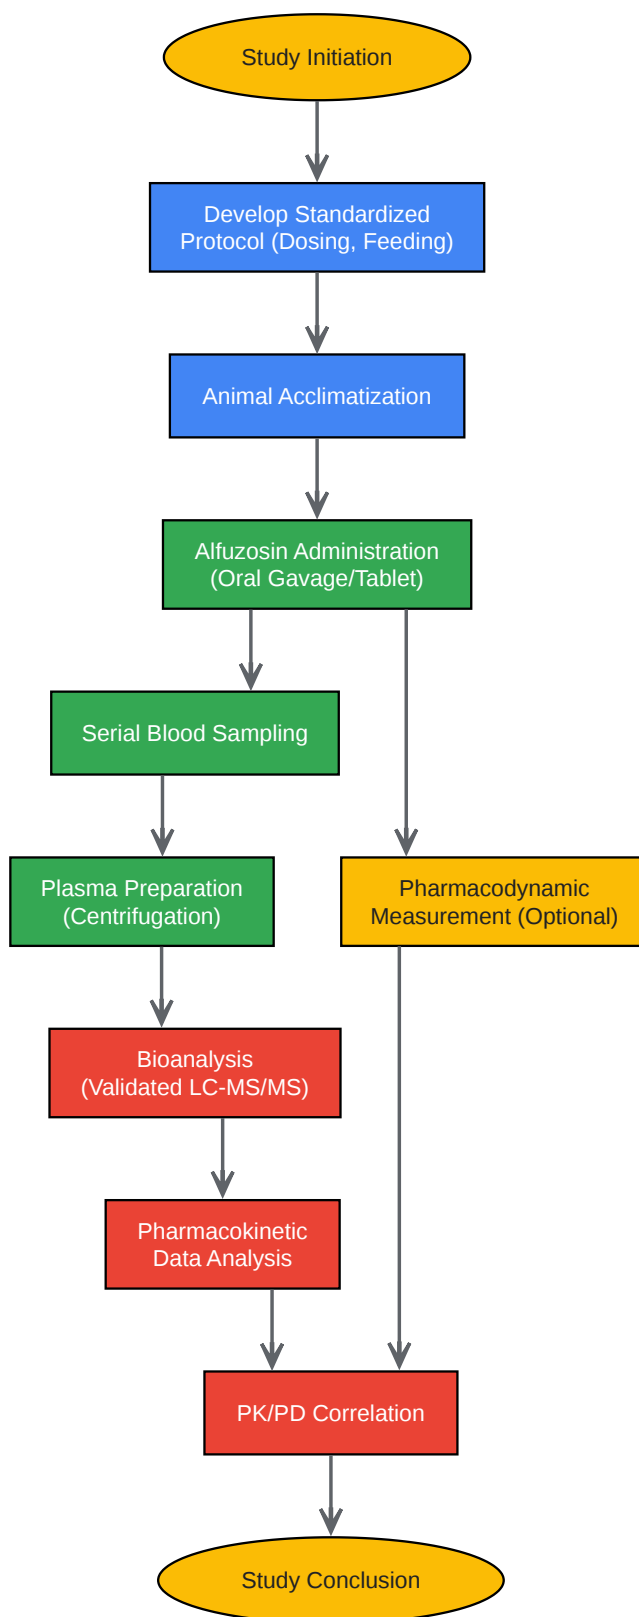 Study Initiation
Develop Standardized
Protocol (Dosing, Feeding)
Animal Acclimatization
Alfuzosin Administration
(Oral Gavage/Tablet)
Serial Blood Sampling
Plasma Preparation
(Centrifugation)
Pharmacodynamic
Measurement (Optional)
Bioanalysis
(Validated LC-MS/MS)
Pharmacokinetic
Data Analysis
PK/PD Correlation
Study Conclusion